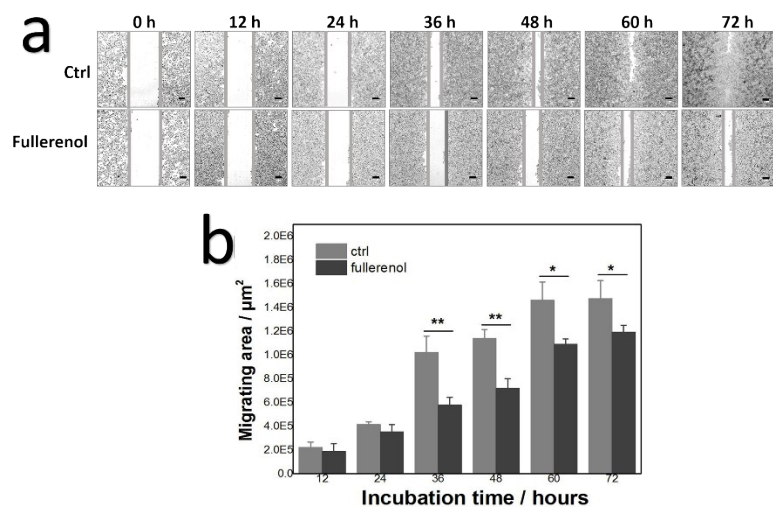 a
0 h 12 h 24 h 36 h 48 h 60 h 72 h
Ctrl
Fullerenol
b
2.0E6
1.8E6
1.6E6
1.4E6
1.2E6
1.0E6
8.0E5
6.0E5
4.0E5
2.0E5
0.0
Migrating area / µm²
ctrl
fullerenol
** ** * *
12 24 36 48 60 72
Incubation time / hours